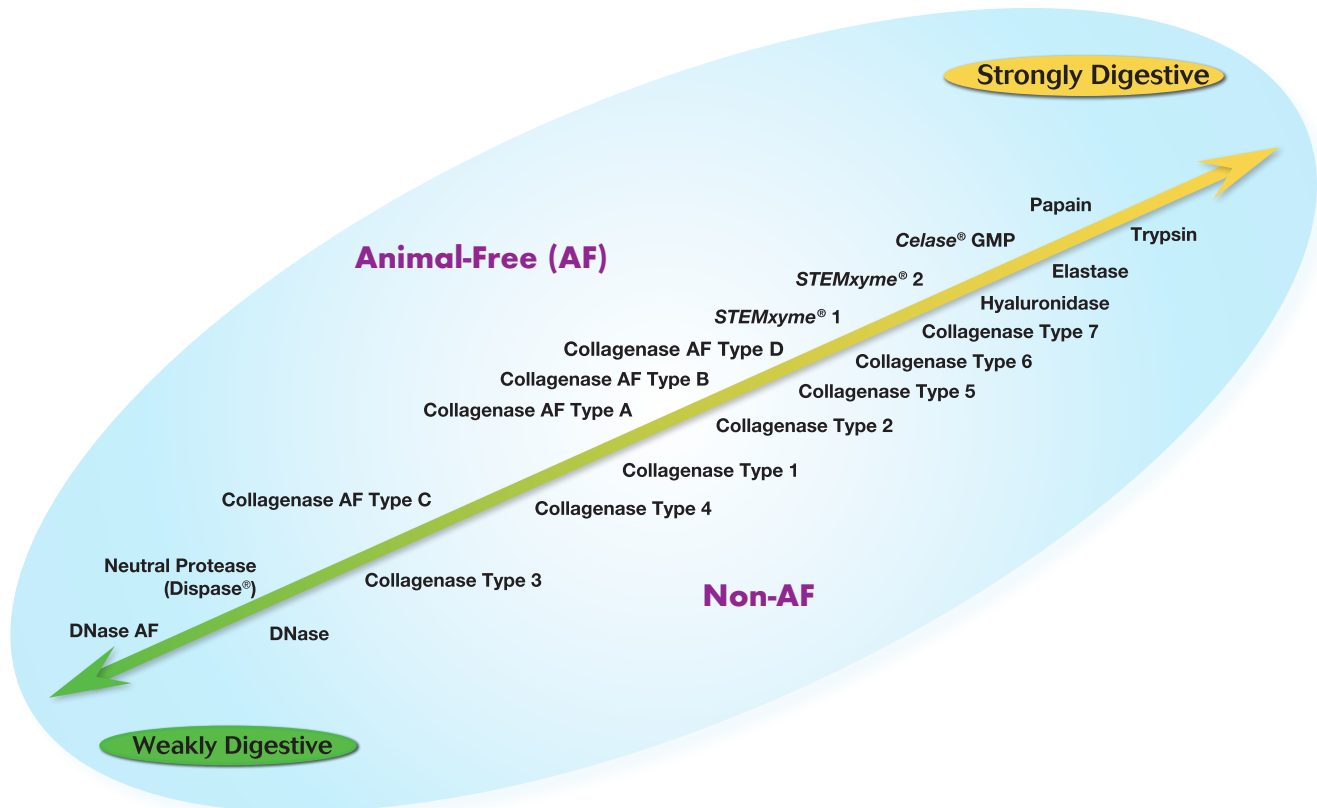 Strongly Digestive
Papain
Trypsin
Celase® GMP
Animal-Free (AF)
Elastase
STEMxyme® 2
Hyaluronidase
STEMxyme® 1
Collagenase Type 7
Collagenase AF Type D
Collagenase Type 6
Collagenase AF Type B
Collagenase Type 5
Collagenase AF Type A
Collagenase Type 2
Collagenase Type 1
Collagenase AF Type C
Collagenase Type 4
Neutral Protease
(Dispase®)
Collagenase Type 3
Non-AF
DNase AF
DNase
Weakly Digestive